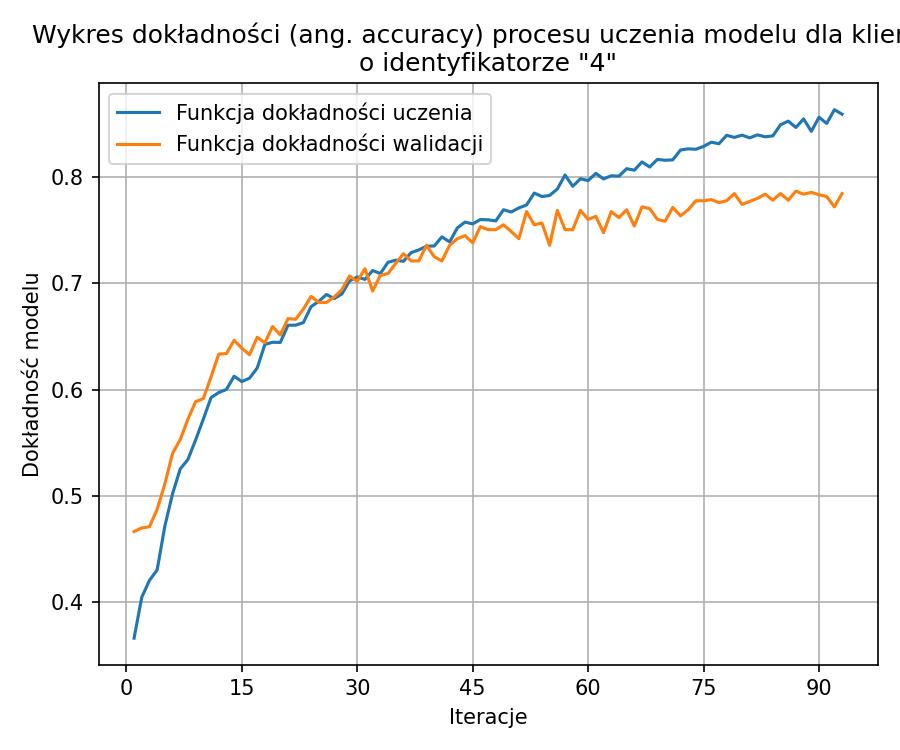 Wykres dokładności (ang. accuracy) procesu uczenia modelu dla
o identyfikatorze "4"
Funkcja dokładności uczenia
Funkcja dokładności walidacji
Dokładność modelu
0.8
0.7
0.6
0.5
0.4
0 15 30 45 60 75 90
Iteracje